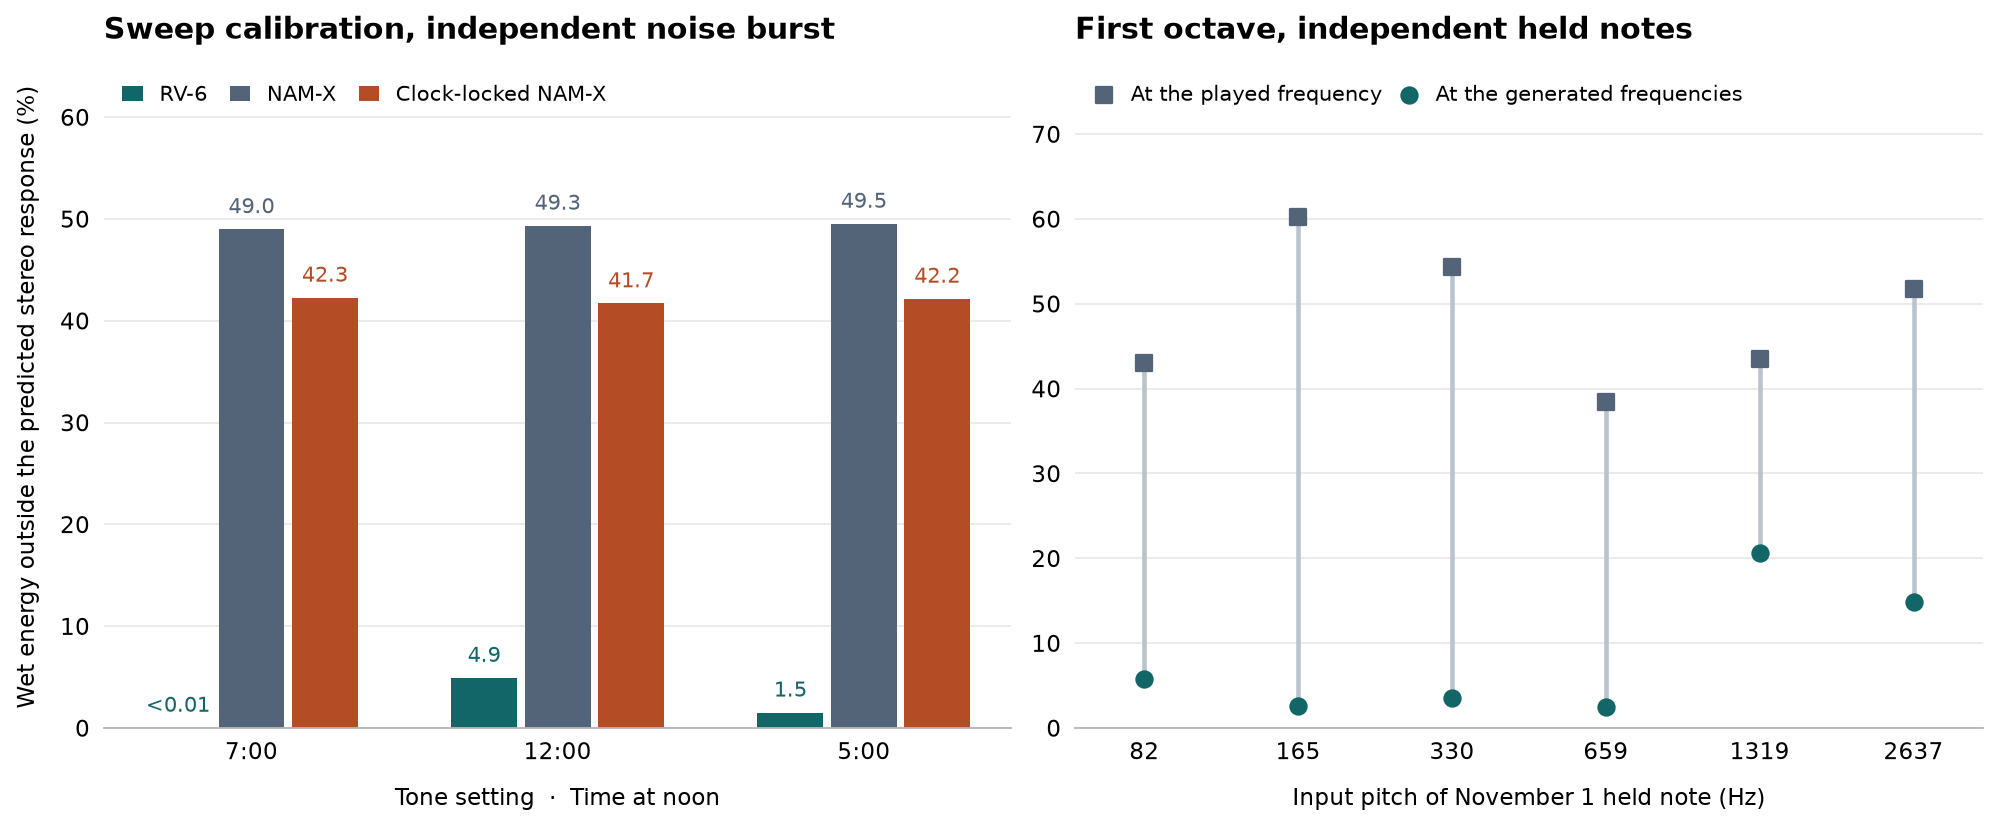 Sweep calibration, independent noise burst
RV-6 NAM-X Clock-locked NAM-X
Wet energy outside the predicted stereo response (%)
60
50
40
30
20
10
0
49.0
42.3
<0.01
49.3
41.7
4.9
49.5
42.2
1.5
7:00 12:00 5:00
Tone setting · Time at noon
First octave, independent held notes
At the played frequency At the generated frequencies
70
60
50
40
30
20
10
0
82 165 330 659 1319 2637
Input pitch of November 1 held note (Hz)